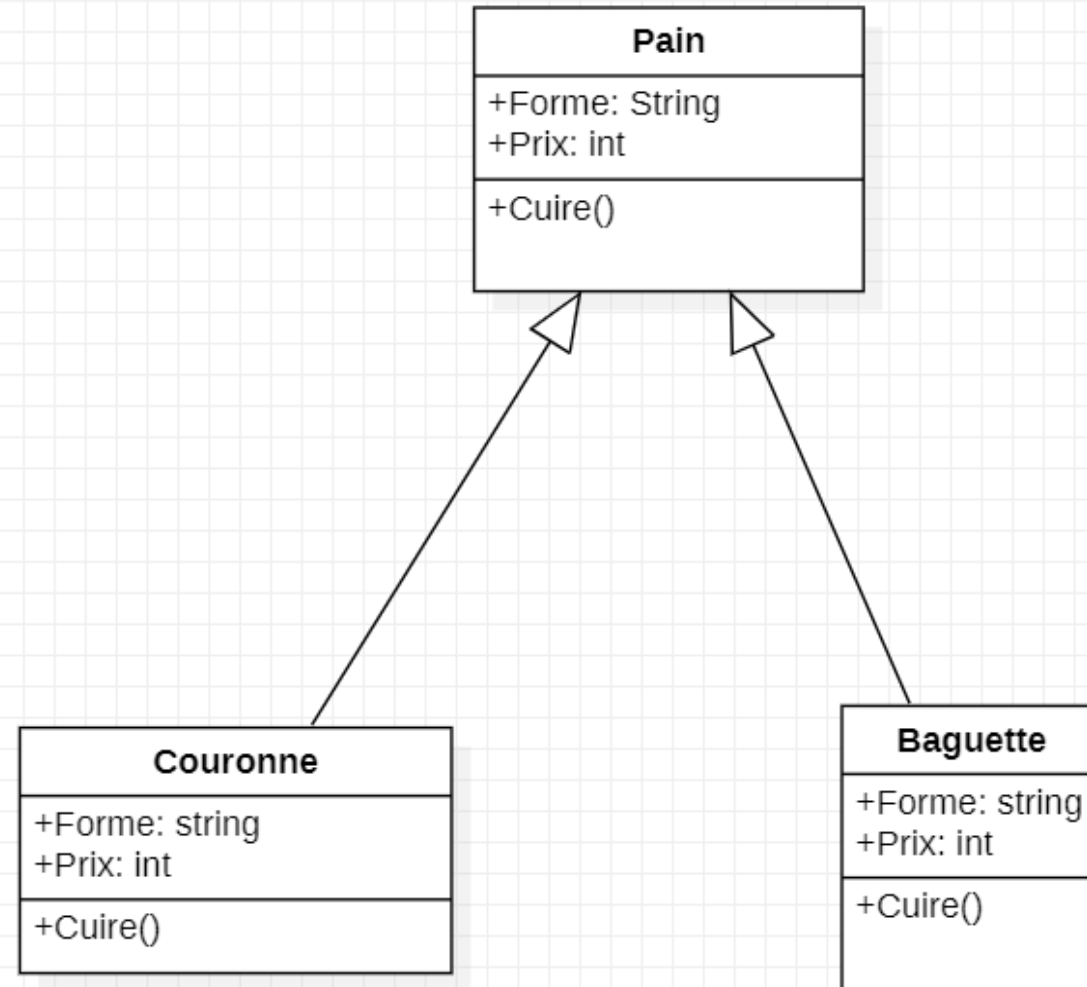 Pain
+Forme: String
+Prix: int
+Cuire()
Couronne
+Forme: string
+Prix: int
+Cuire()
Baguette
+Forme: string
+Prix: int
+Cuire()